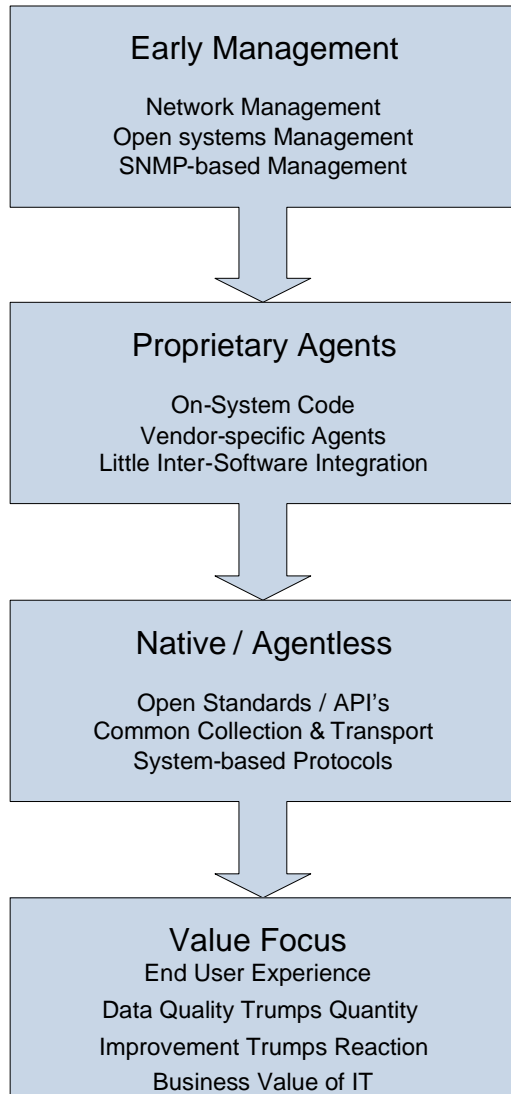 Early Management
Network Management
Open systems Management
SNMP-based Management
Proprietary Agents
On-System Code
Vendor-specific Agents
Little Inter-Software Integration
Native / Agentless
Open Standards / API's
Common Collection & Transport
System-based Protocols
Value Focus
End User Experience
Data Quality Trumps Quantity
Improvement Trumps Reaction
Business Value of IT